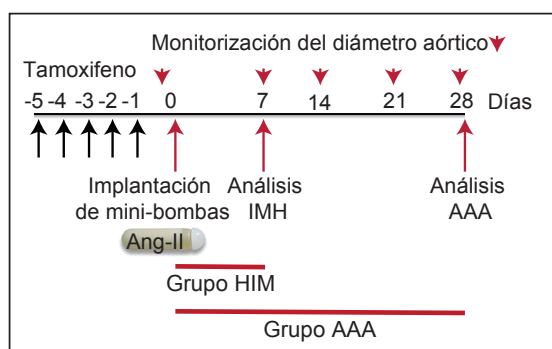 Monitorización del diámetro aórtico
Tamoxifeno
-5 -4 -3 -2 -1 0 7 14 21 28 Días
Implantación
de mini-bombas
Ang-II
Análisis
IMH
Análisis
AAA
Grupo HIM
Grupo AAA